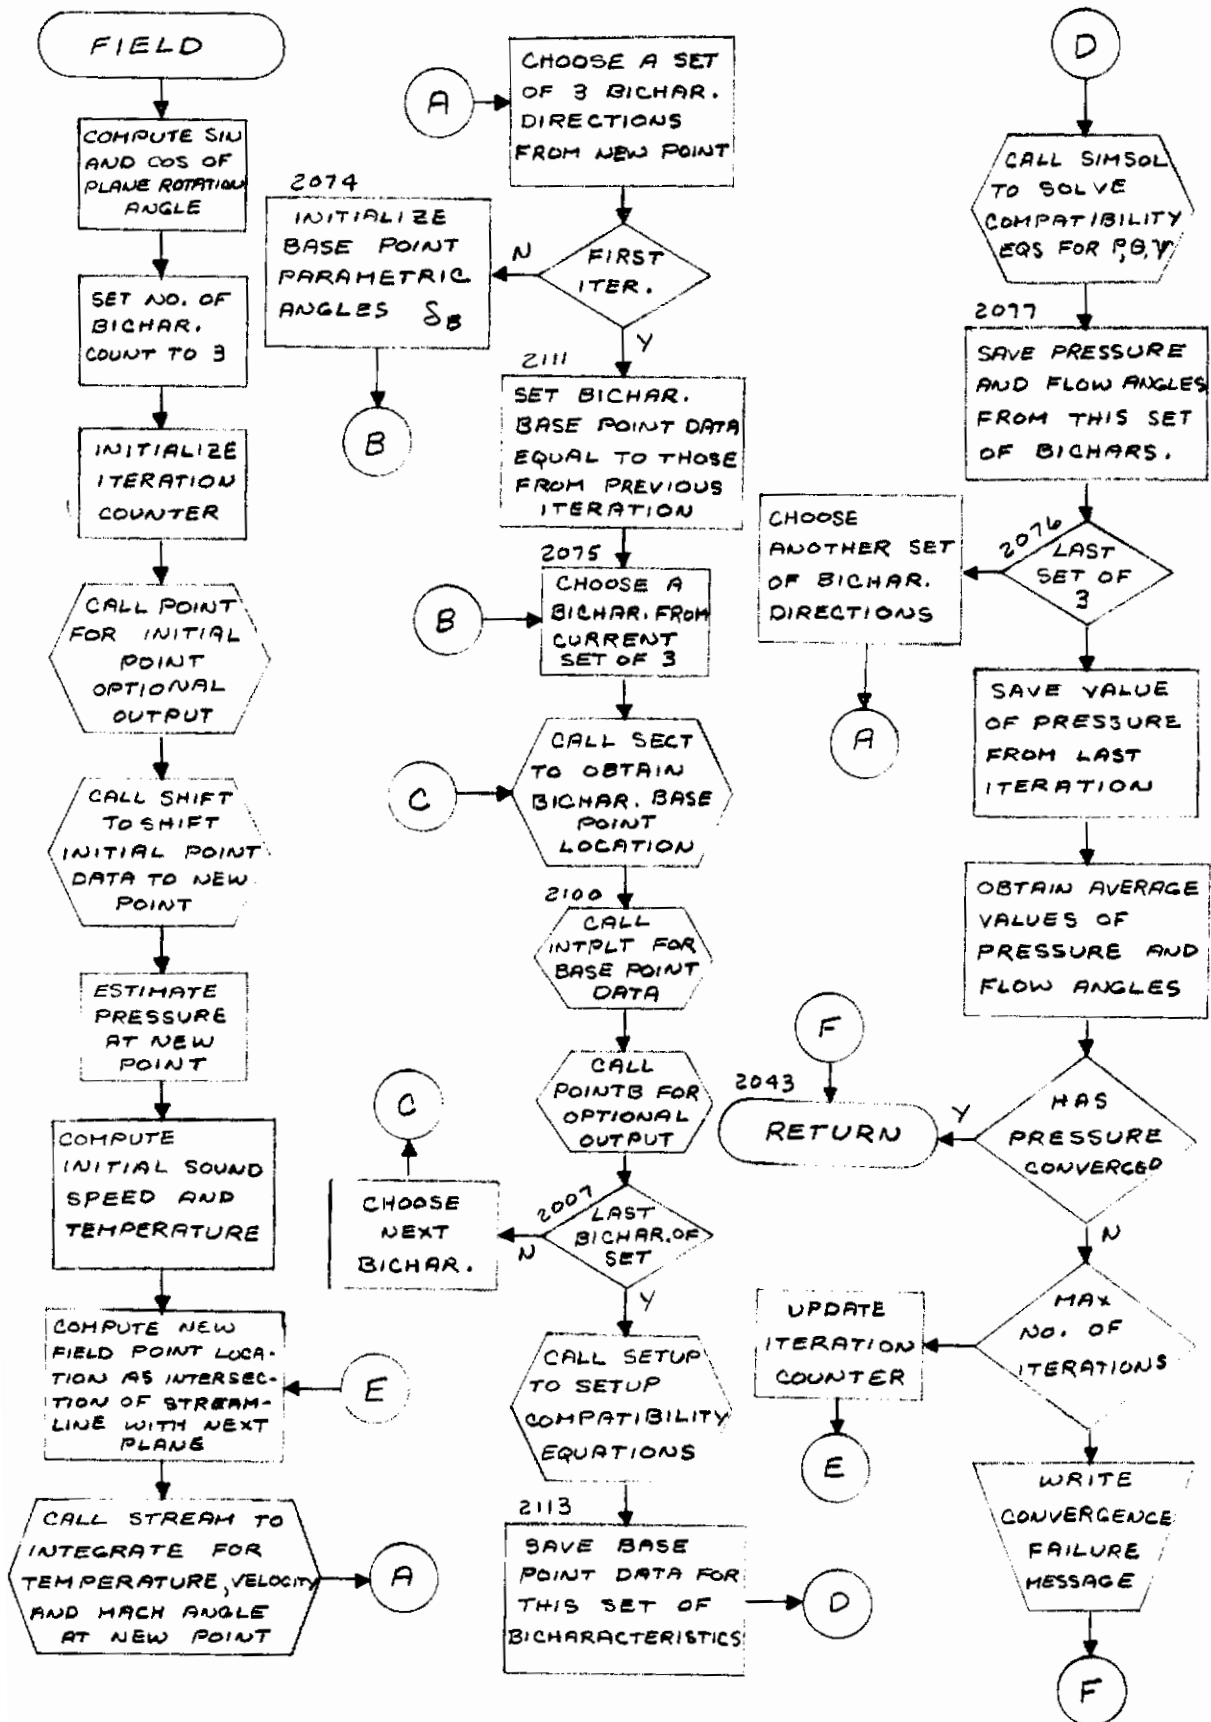 FIELD
COMPUTE SIN
AND COS OF
PLANE ROTATION
ANGLE
SET NO. OF
BICHAR.
COUNT TO 3
INITIALIZE
ITERATION
COUNTER
CALL POINT
FOR INITIAL
POINT
OPTIONAL
OUTPUT
CALL SHIFT
TO SHIFT
INITIAL POINT
DATA TO NEW
POINT
ESTIMATE
PRESSURE
AT NEW
POINT
COMPUTE
INITIAL SOUND
SPEED AND
TEMPERATURE
COMPUTE NEW
FIELD POINT LOCA-
TION AS INTERSEC-
TION OF STREAM-
LINE WITH NEXT
PLANE
E
CALL STREAM TO
INTEGRATE FOR
TEMPERATURE, VELOCITY
AND MACH ANGLE
AT NEW POINT
A
A
CHOOSE A SET
OF 3 BICHAR.
DIRECTIONS
FROM NEW POINT
FIRST
ITER.
N
Y
2074
INITIALIZE
BASE POINT
PARAMETRIC
ANGLES δB
B
2111
SET BICHAR.
BASE POINT DATA
EQUAL TO THOSE
FROM PREVIOUS
ITERATION
2075
B
CHOOSE A
BICHAR. FROM
CURRENT
SET OF 3
C
CALL SECT
TO OBTAIN
BICHAR. BASE
POINT
LOCATION
2100
CALL
INTPLT FOR
BASE POINT
DATA
CALL
POINTB FOR
OPTIONAL
OUTPUT
2007
LAST
BICHAR. OF
SET
N
Y
CHOOSE
NEXT
BICHAR.
C
CALL SETUP
TO SETUP
COMPATIBILITY
EQUATIONS
2113
SAVE BASE
POINT DATA FOR
THIS SET OF
BICHARACTERISTICS
D
D
CALL SIMSOL
TO SOLVE
COMPATIBILITY
EQS FOR P,θ,ψ
2077
SAVE PRESSURE
AND FLOW ANGLES
FROM THIS SET
OF BICHARS.
2076
LAST
SET OF
3
CHOOSE
ANOTHER SET
OF BICHAR.
DIRECTIONS
A
SAVE VALUE
OF PRESSURE
FROM LAST
ITERATION
OBTAIN AVERAGE
VALUES OF
PRESSURE AND
FLOW ANGLES
HAS
PRESSURE
CONVERGED
Y
N
F
2043
RETURN
MAX
NO. OF
ITERATIONS
UPDATE
ITERATION
COUNTER
E
WRITE
CONVERGENCE
FAILURE
MESSAGE
F